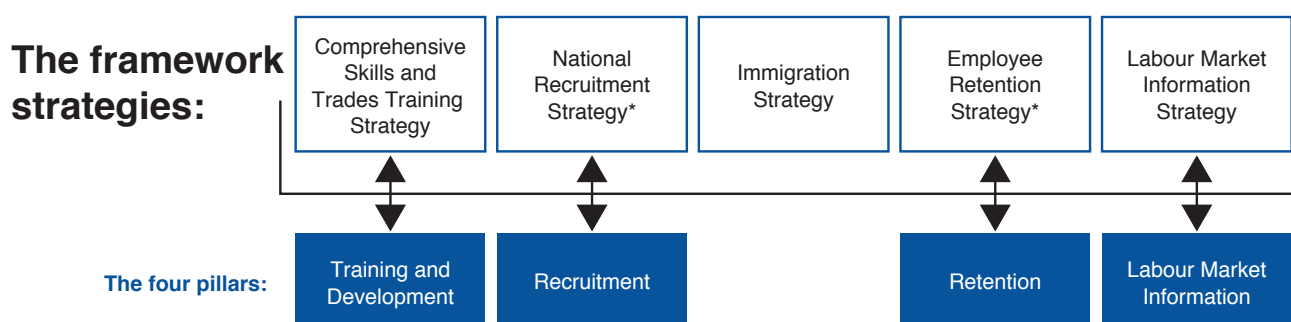 The framework
strategies:
Comprehensive
Skills and
Trades Training
Strategy
National
Recruitment
Strategy*
Immigration
Strategy
Employee
Retention
Strategy*
Labour Market
Information
Strategy
The four pillars:
Training and
Development
Recruitment
Retention
Labour Market
Information